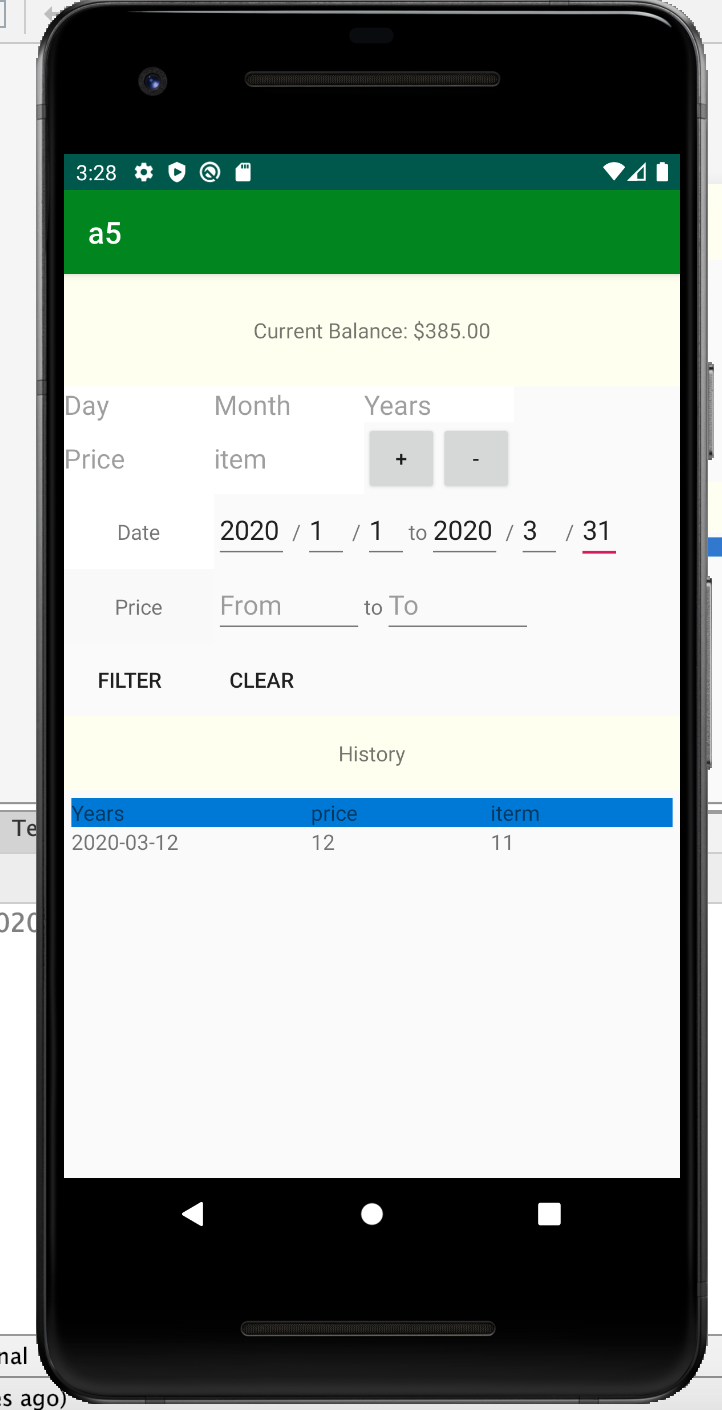 3:28
a5
Current Balance: $385.00
Day Month Years
Price item + -
Date 2020 / 1 / 1 to 2020 / 3 / 31
Price From to To
FILTER CLEAR
History
Years price iterm
2020-03-12 12 11
Te
020
nal
es ago)